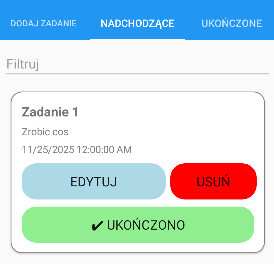 DODAJ ZADANIE NADCHODZĄCE UKOŃCZONE
Filtruj
Zadanie 1
Zrobic cos
11/25/2025 12:00:00 AM
EDYTUJ USUŃ
✔ UKOŃCZONO